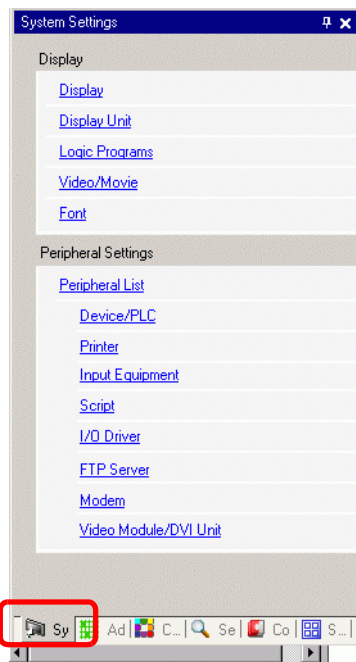 System Settings
Display
Display
Display Unit
Logic Programs
Video/Movie
Font
Peripheral Settings
Peripheral List
Device/PLC
Printer
Input Equipment
Script
I/O Driver
FTP Server
Modem
Video Module/DVI Unit
Sy Ad C... Se Co S...